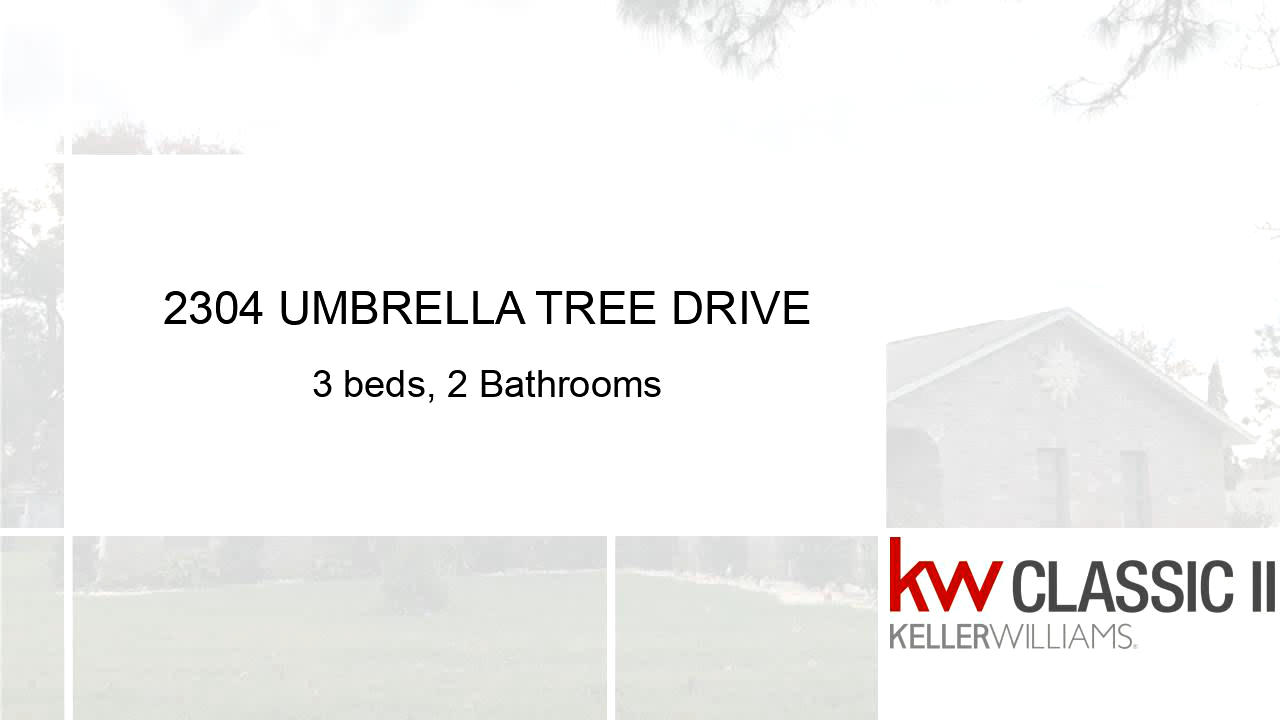 2304 UMBRELLA TREE DRIVE
3 beds, 2 Bathrooms
kw CLASSIC II
KELLERWILLIAMS®